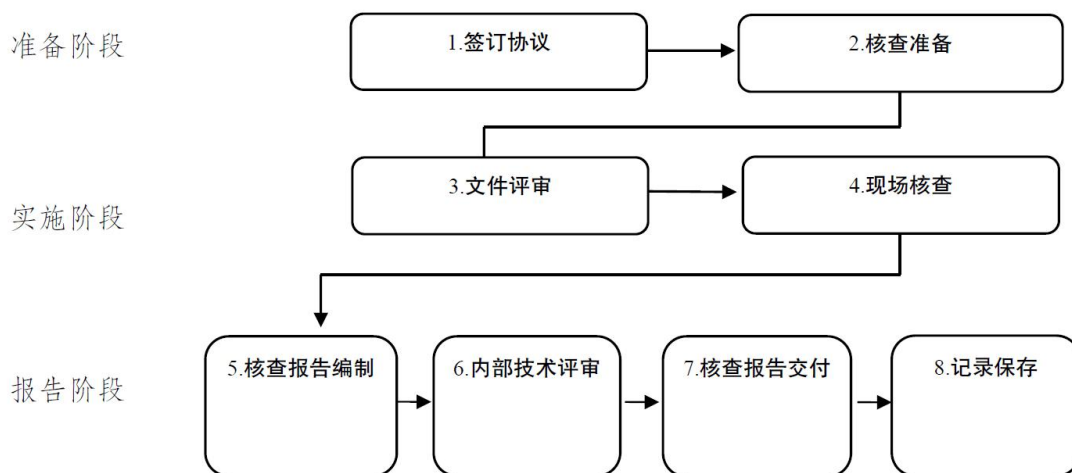 准备阶段
1.签订协议
2.核查准备
实施阶段
3.文件评审
4.现场核查
报告阶段
5.核查报告编制
6.内部技术评审
7.核查报告交付
8.记录保存